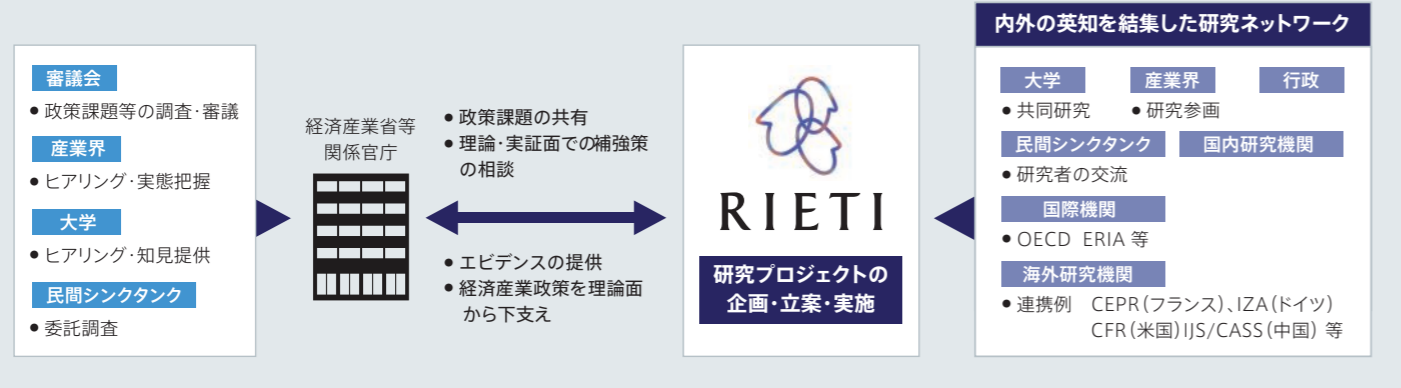 審議会
• 政策課題等の調査・審議
産業界
• ヒアリング・実態把握
大学
• ヒアリング・知見提供
民間シンクタンク
• 委託調査
経済産業省等
関係官庁
• 政策課題の共有
• 理論・実証面での補強策
の相談
• エビデンスの提供
• 経済産業政策を理論面
から下支え
RIETI
研究プロジェクトの
企画・立案・実施
内外の英知を結集した研究ネットワーク
大学 産業界 行政
• 共同研究 • 研究参画
民間シンクタンク 国内研究機関
• 研究者の交流
国際機関
• OECD ERIA 等
海外研究機関
• 連携例 CEPR(フランス)、IZA(ドイツ)
CFR(米国)IJS/CASS(中国) 等